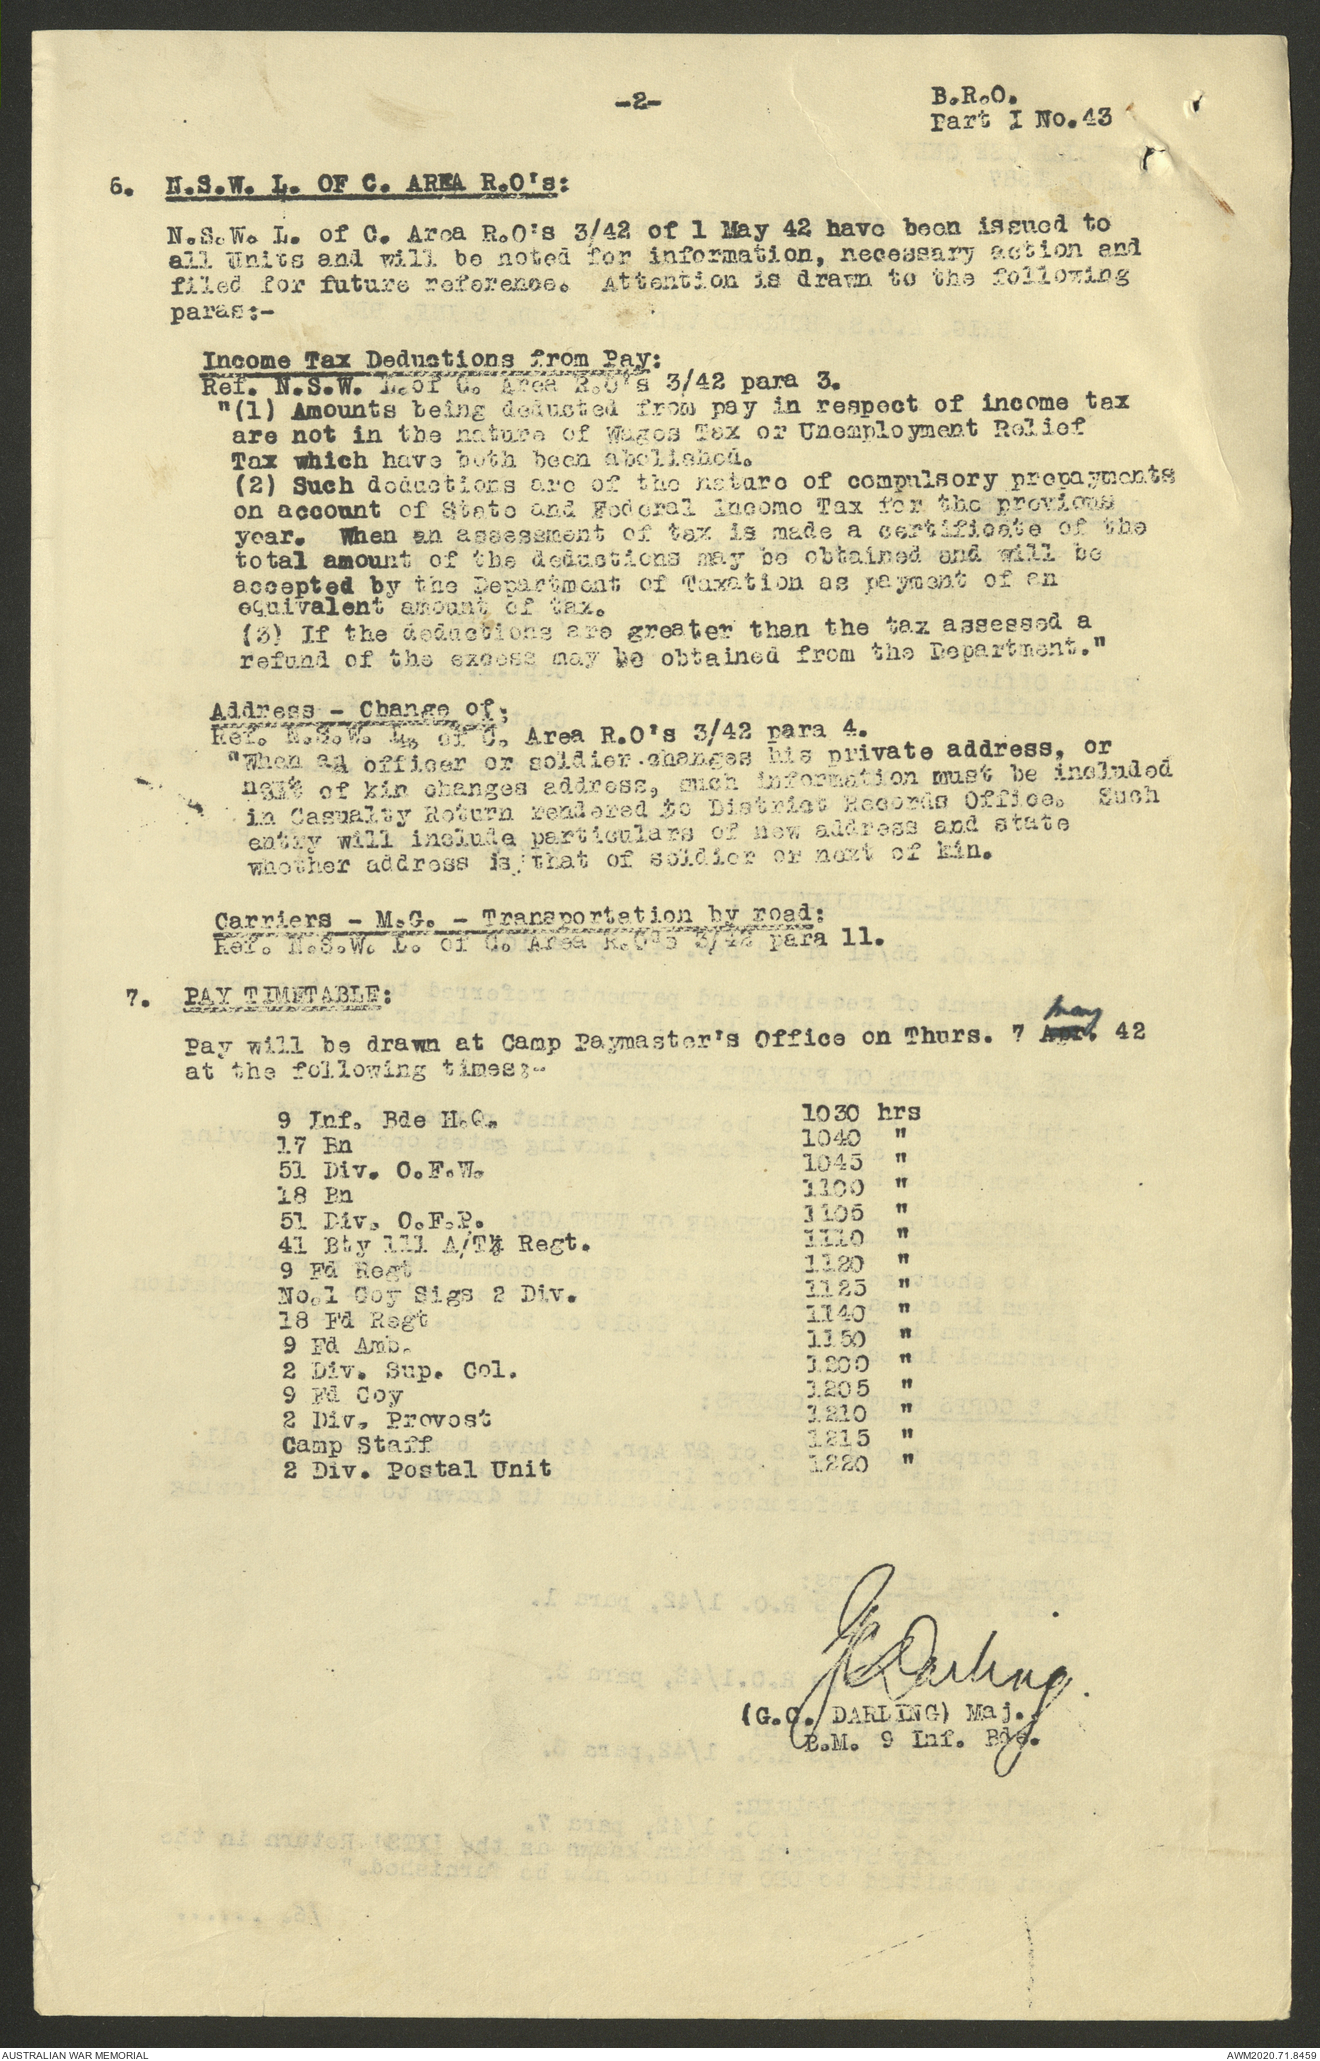 -2-
B.R.O.
Part I No.43
6. N.S.W. L. OF C. AREA R.O's:
N.S.W. L. of C. Area R.O's 3/42 of 1 May 42 have been issued to
all Units and will be noted for information, necessary action and
filed for future reference. Attention is drawn to the following
paras:-
Income Tax Deductions from Pay:
Ref. N.S.W. L.of C. Area R.O's 3/42 para 3.
"(1) Amounts being deducted from pay in respect of income tax
are not in the nature of Wages Tax or Unemployment Relief
Tax which have both been abolished.
(2) Such deductions are of the nature of compulsory prepayments
on account of State and Federal Income Tax for the previous
year. When an assessment of tax is made a certificate of the
total amount of the deductions may be obtained and will be
accepted by the Department of Taxation as payment of an
equivalent amount of tax.
(3) If the deductions are greater than the tax assessed a
refund of the excess may be obtained from the Department."
Address - Change of:
Ref. N.S.W. L. of C. Area R.O's 3/42 para 4.
"When an officer or soldier changes his private address, or
next of kin changes address, such information must be included
in Casualty Return rendered to District Records Office. Such
entry will include particulars of new address and state
whether address is that of soldier or next of kin.
Carriers - M.G. - Transportation by road:
Ref. N.S.W. L. of C. Area R.O's 3/42 para 11.
7. PAY TIMETABLE:
may
Pay will be drawn at Camp Paymaster's Office on Thurs. 7 Apr. 42
at the following times:-
9 Inf. Bde H.Q. 1030 hrs
17 Bn 1040 "
51 Div. O.F.W. 1045 "
18 Bn 1100 "
51 Div. O.F.P. 1105 "
41 Bty 111 A/Tk Regt. 1110 "
9 Fd Regt 1120 "
No.1 Coy Sigs 2 Div. 1125 "
18 Fd Regt 1140 "
9 Fd Amb. 1150 "
2 Div. Sup. Col. 1200 "
9 Fd Coy 1205 "
2 Div. Provost 1210 "
Camp Staff 1215 "
2 Div. Postal Unit 1220 "
GCDarling
(G.C. DARLING) Maj.
B.M. 9 Inf. Bde.
AUSTRALIAN WAR MEMORIAL
AWM2020.71.8459